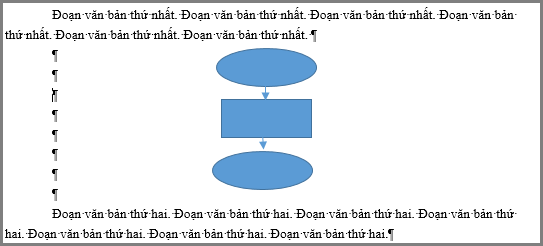 Đoạn văn bản thứ nhất. Đoạn văn bản thứ nhất. Đoạn văn bản thứ nhất. Đoạn văn bản
thứ nhất. Đoạn văn bản thứ nhất. Đoạn văn bản thứ nhất. ¶
¶
¶
¶
¶
¶
¶
¶
¶
Đoạn văn bản thứ hai. Đoạn văn bản thứ hai. Đoạn văn bản thứ hai. Đoạn văn bản thứ
hai. Đoạn văn bản thứ hai. Đoạn văn bản thứ hai. Đoạn văn bản thứ hai.¶